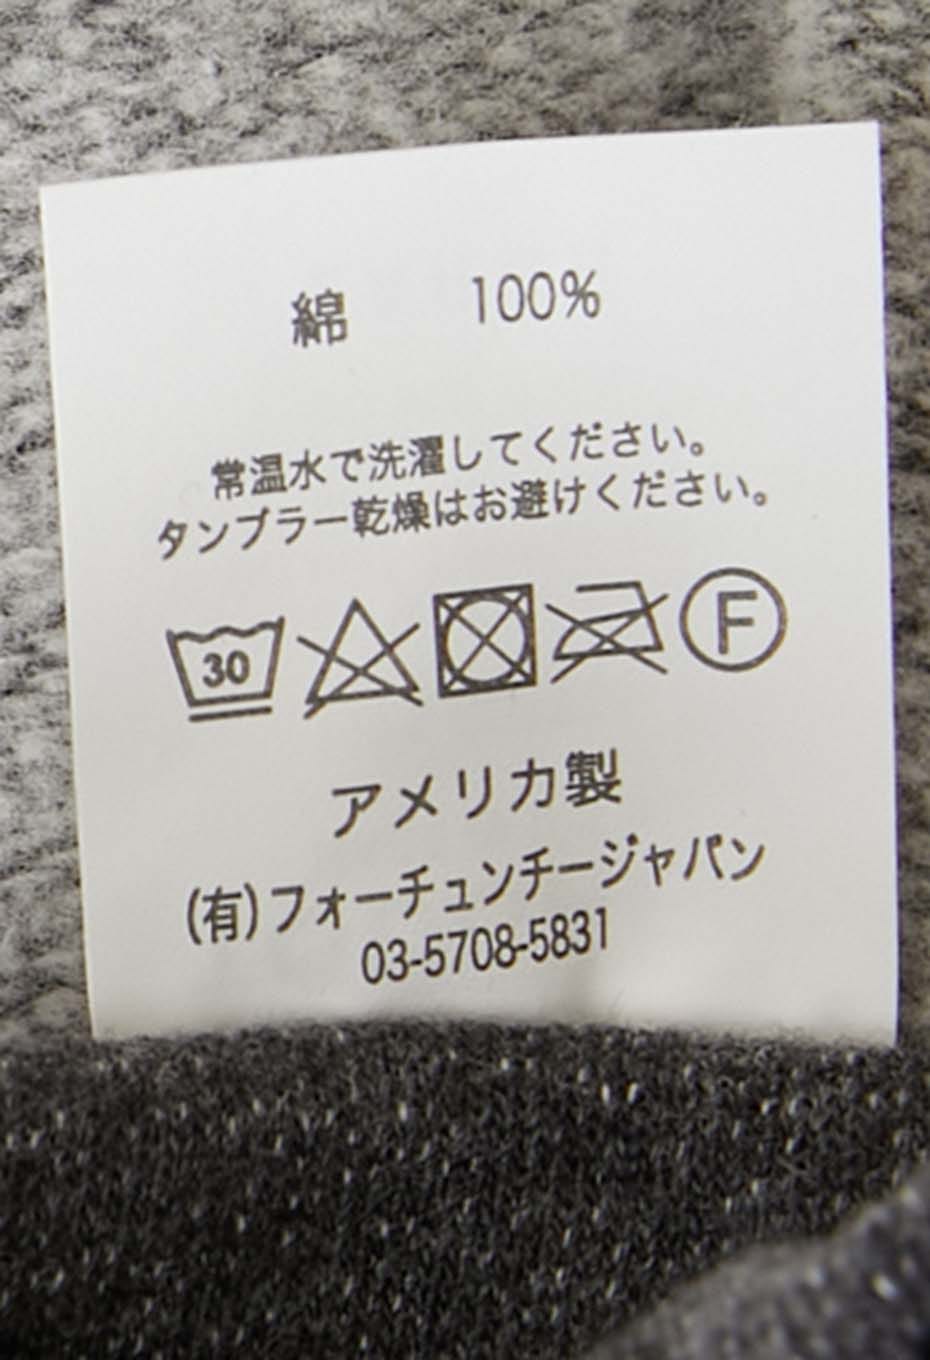 綿 100%
常温水で洗濯してください。
タンブラー乾燥はお避けください。
30 F
アメリカ製
(有)フォーチュンチージャパン
03-5708-5831